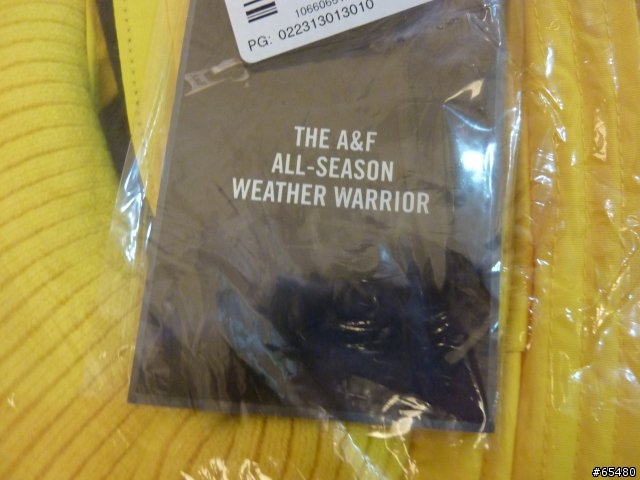 PG: 022313013010
THE A&F
ALL-SEASON
WEATHER WARRIOR
#65480